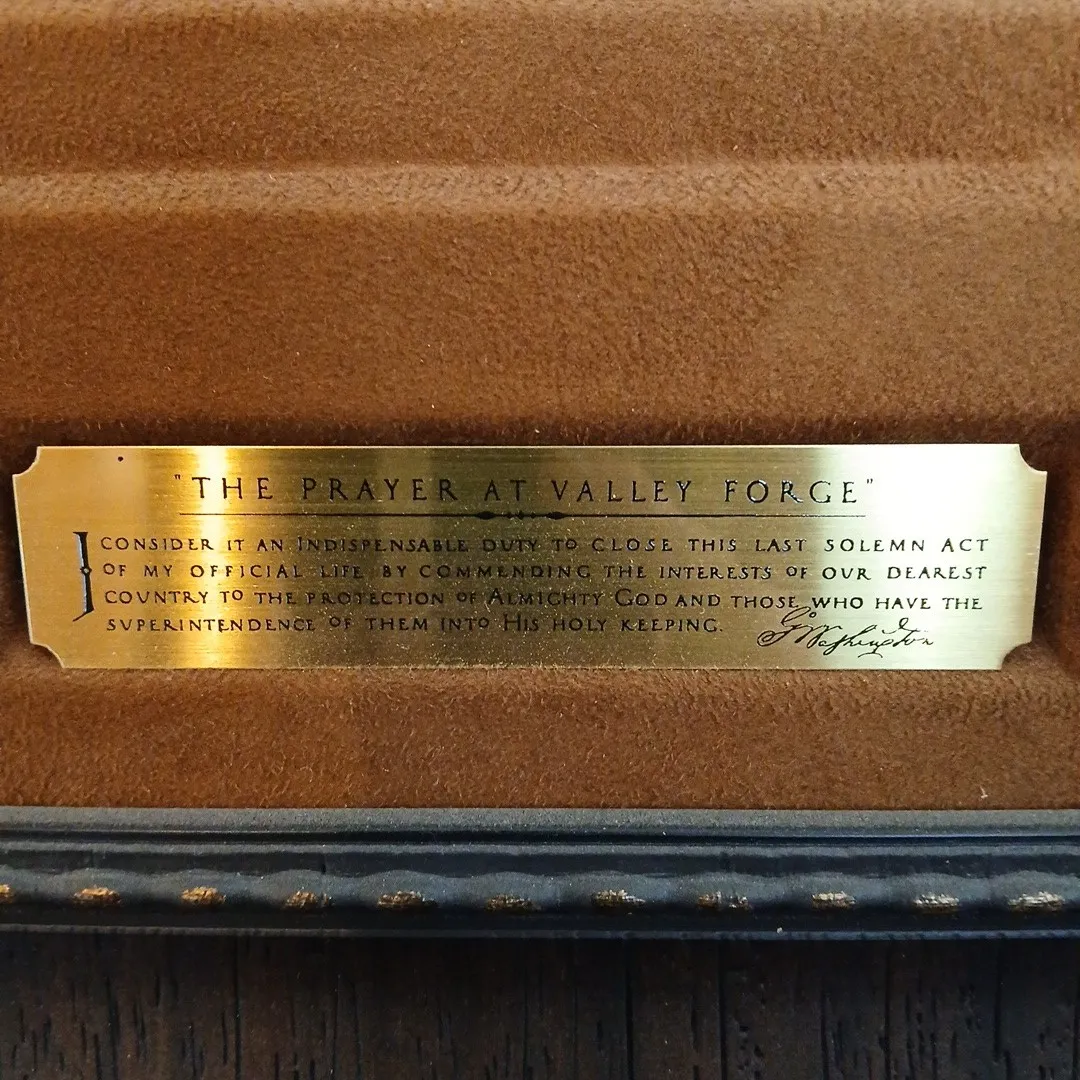 "THE PRAYER AT VALLEY FORGE"
I CONSIDER IT AN INDISPENSABLE DUTY TO CLOSE THIS LAST SOLEMN ACT
OF MY OFFICIAL LIFE BY COMMENDING THE INTERESTS OF OUR DEAREST
COUNTRY TO THE PROTECTION OF ALMIGHTY GOD AND THOSE WHO HAVE THE
SUPERINTENDENCE OF THEM INTO HIS HOLY KEEPING.
G Washington